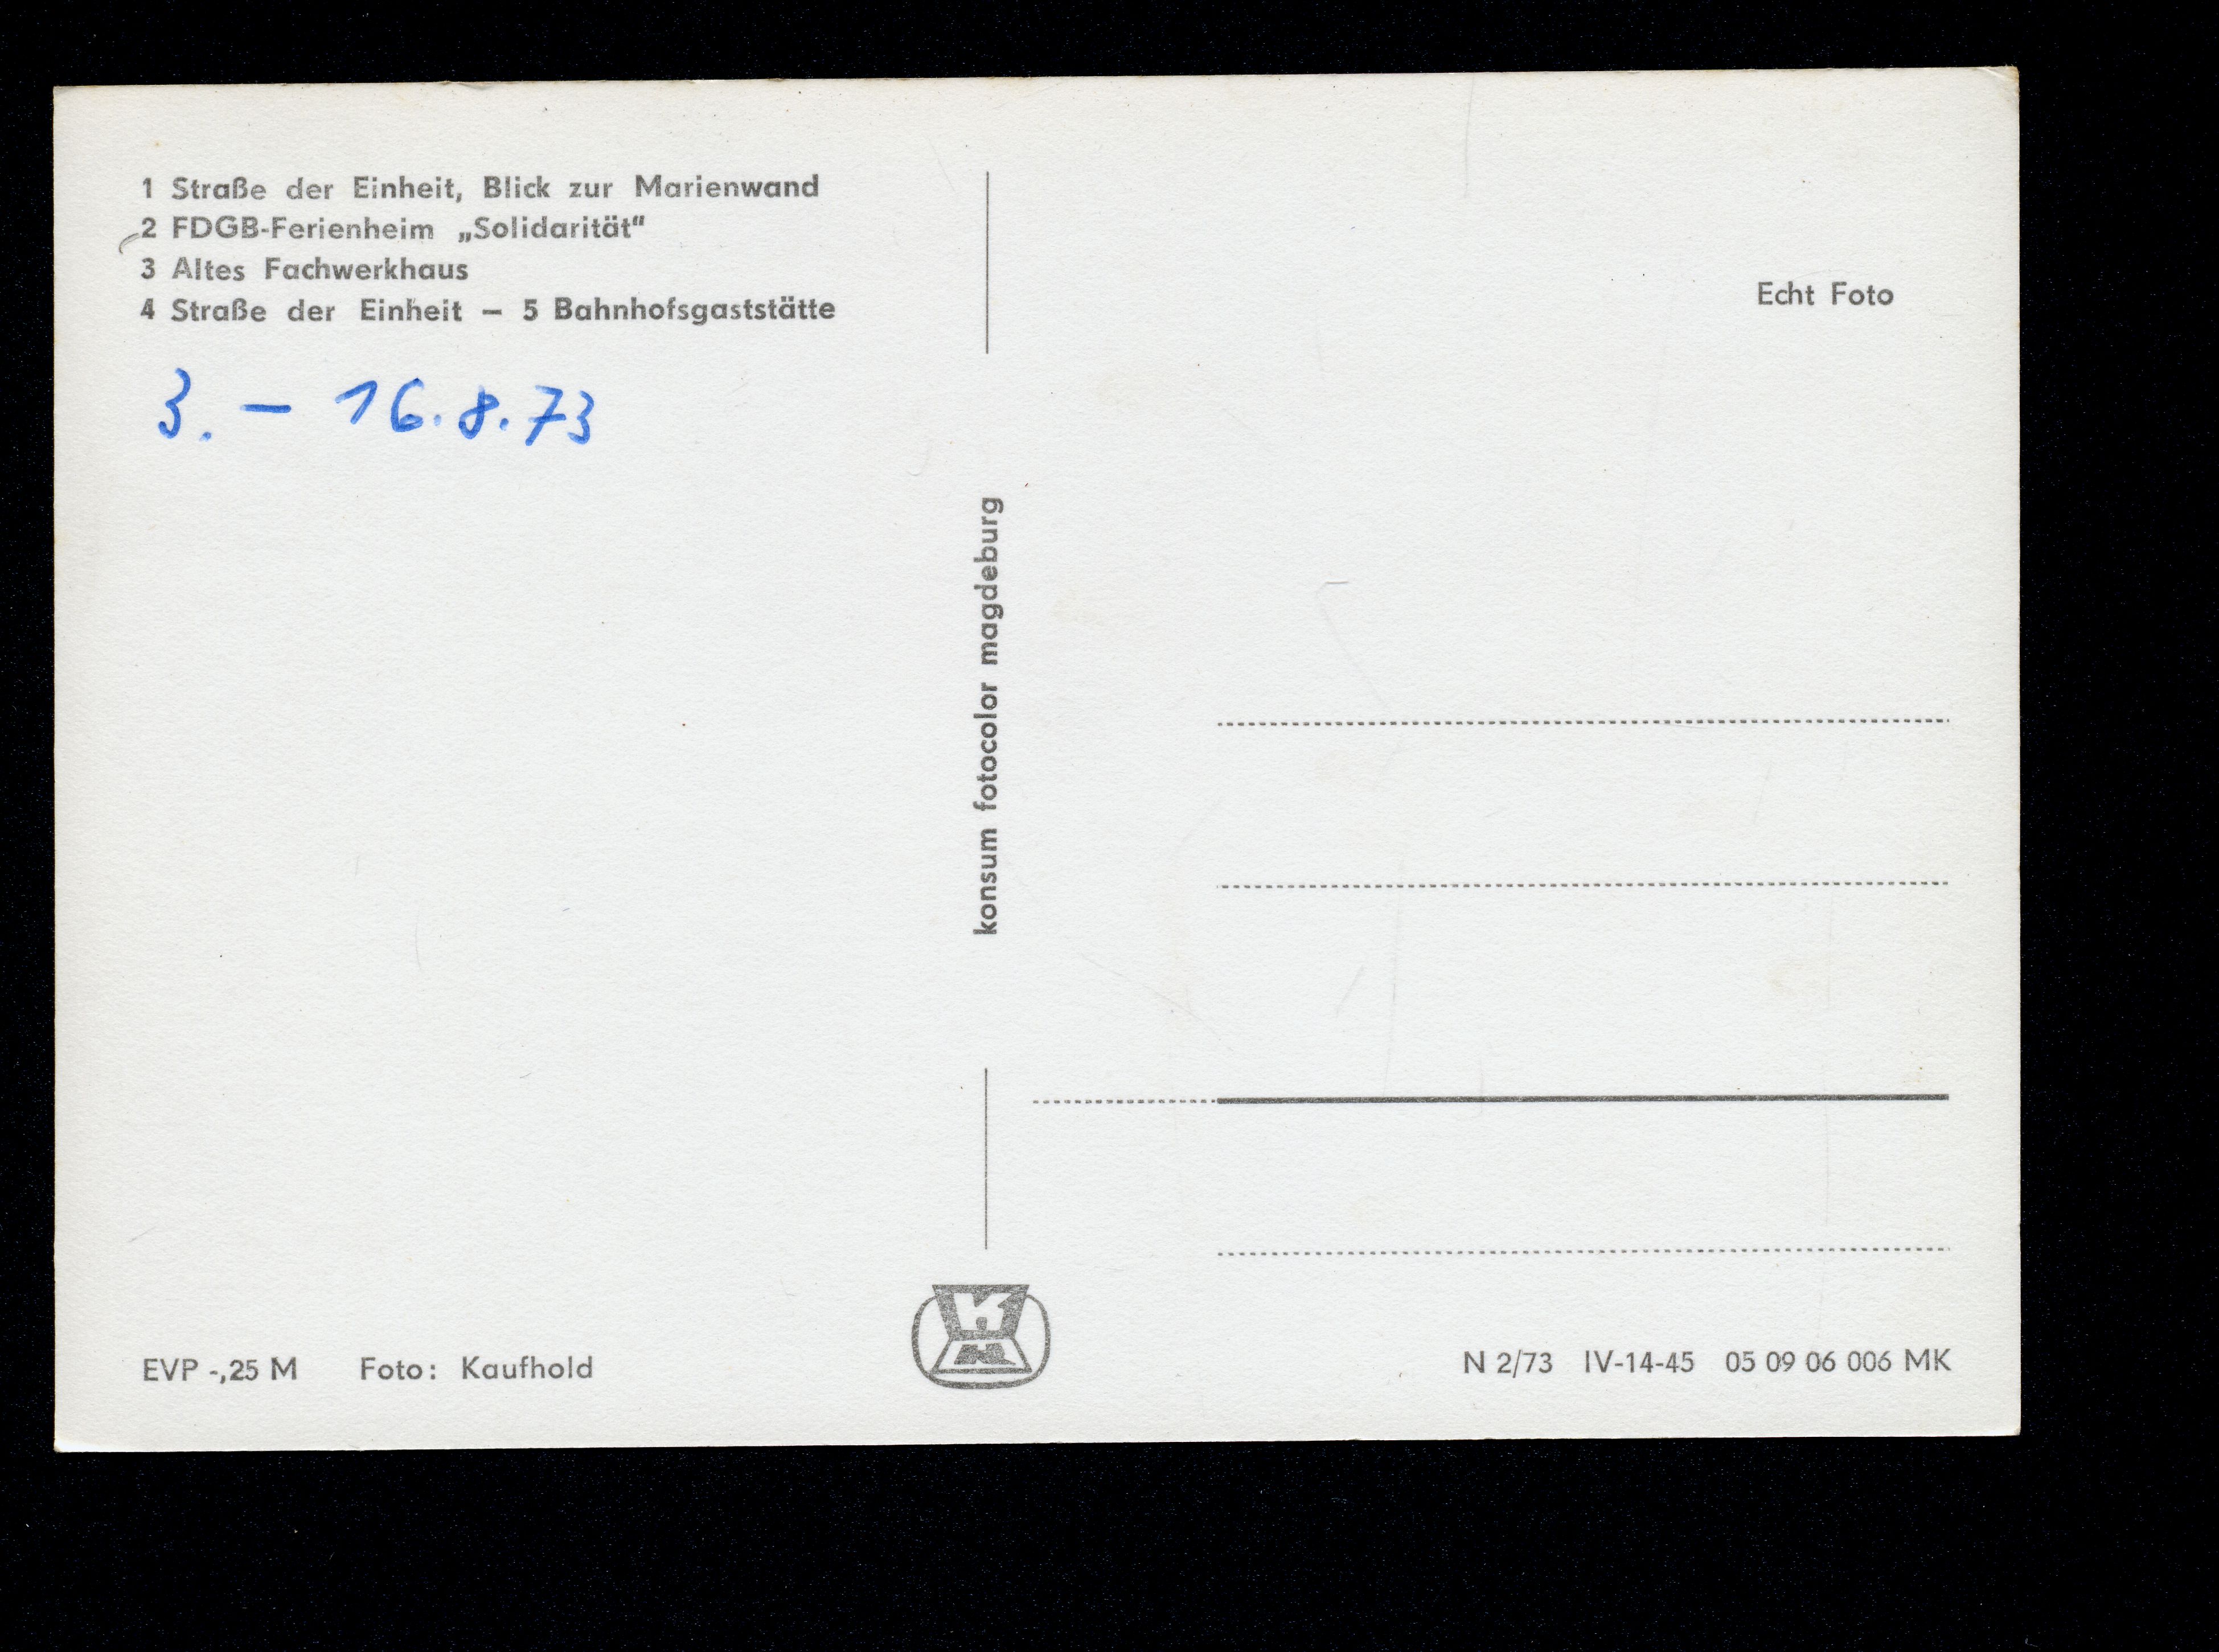 1 Straße der Einheit, Blick zur Marienwand
2 FDGB-Ferienheim „Solidarität“
3 Altes Fachwerkhaus
4 Straße der Einheit – 5 Bahnhofsgaststätte
3. – 16.8.73
Echt Foto
konsum fotocolor magdeburg
EVP -,25 M Foto: Kaufhold
K
N 2/73 IV-14-45 05 09 06 006 MK